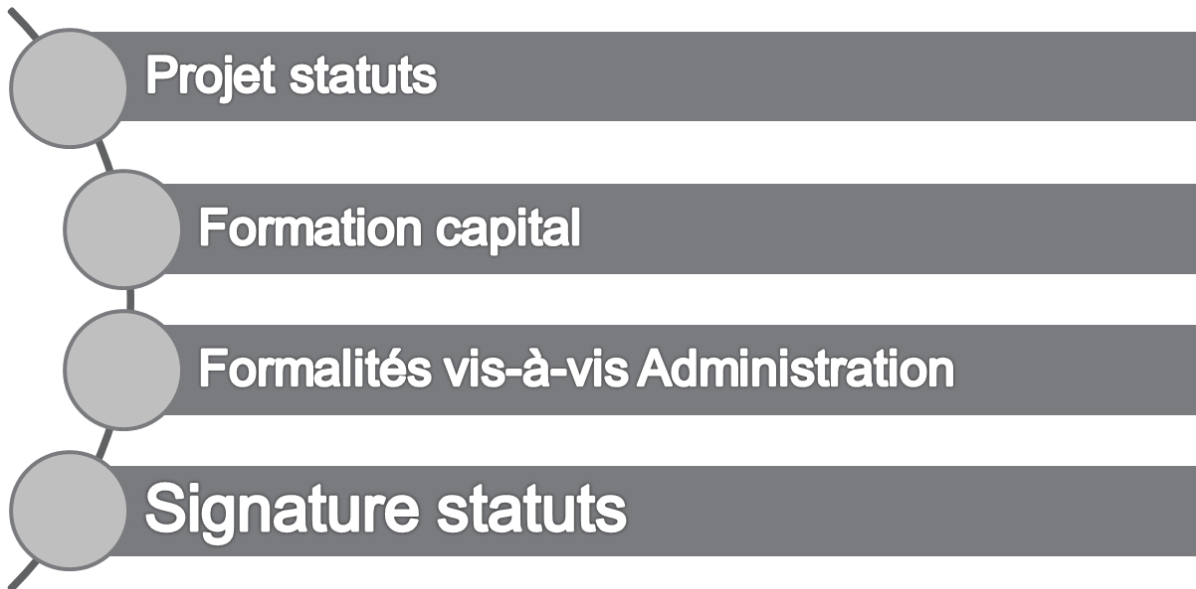 Projet statuts
Formation capital
Formalités vis-à-vis Administration
Signature statuts